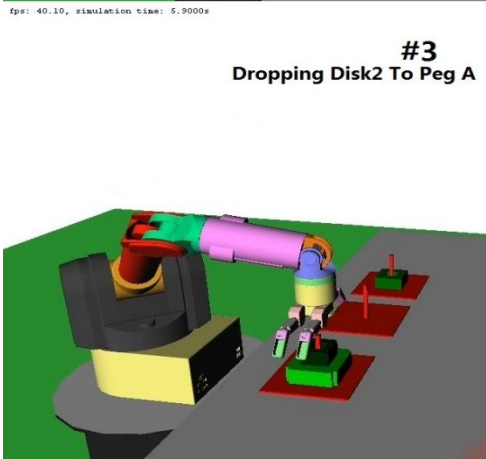 fps: 40.10, simulation time: 5.9000s
#3
Dropping Disk2 To Peg A